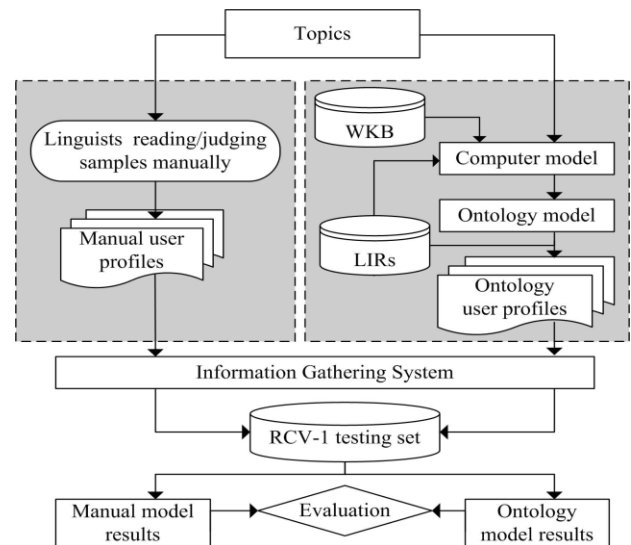 Topics
Linguists reading/judging
samples manually
Manual user
profiles
WKB
Computer model
Ontology model
LIRs
Ontology
user profiles
Information Gathering System
RCV-1 testing set
Manual model
results
Evaluation
Ontology
model results